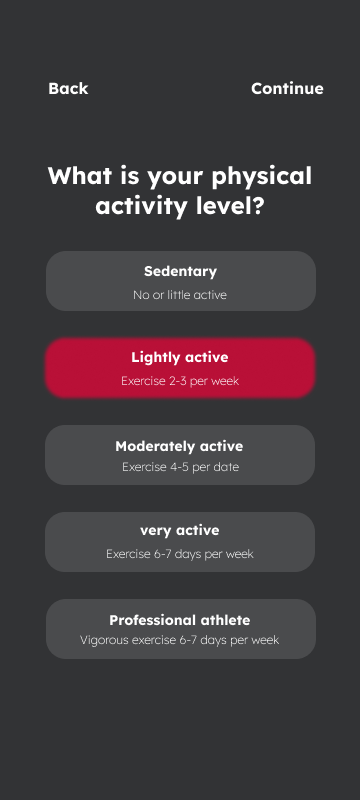 Back
Continue
What is your physical
activity level?
Sedentary
No or little active
Lightly active
Exercise 2-3 per week
Moderately active
Exercise 4-5 per date
very active
Exercise 6-7 days per week
Professional athlete
Vigorous exercise 6-7 days per week